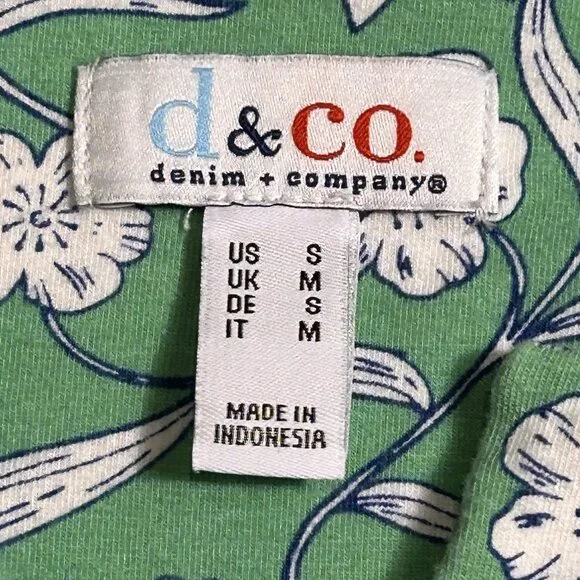 d&co.
denim + company®
US S
UK M
DE S
IT M
MADE IN
INDONESIA